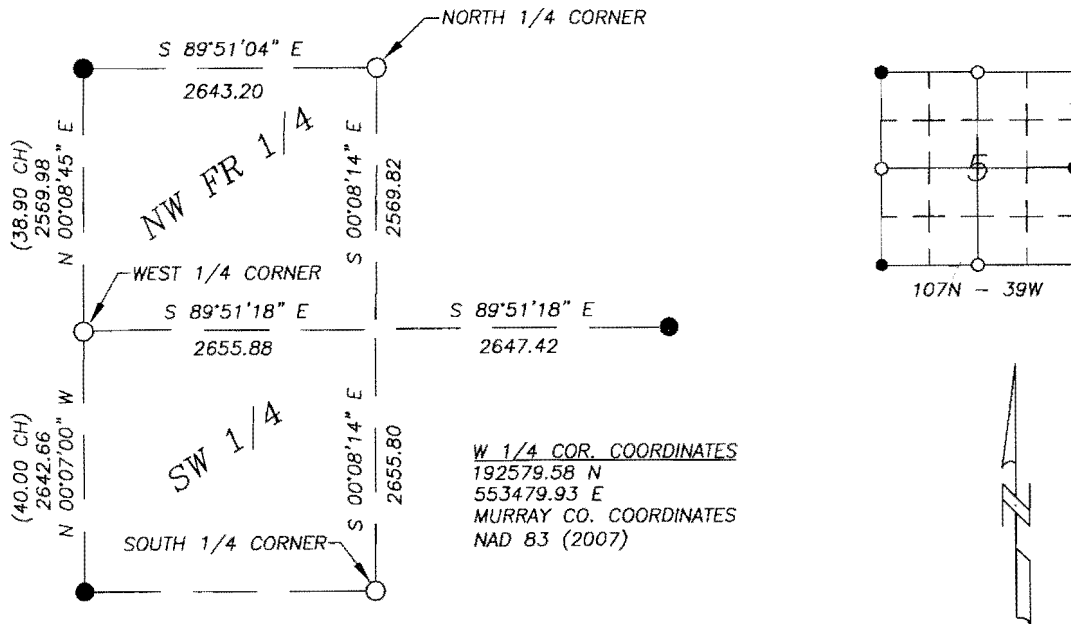 NORTH 1/4 CORNER
S 89°51'04" E
2643.20
(38.90 CH)
2569.98
N 00°08'45" E
NW FR 1/4
S 00°08'14" E
2569.82
WEST 1/4 CORNER
S 89°51'18" E
2655.88
S 89°51'18" E
2647.42
(40.00 CH)
2642.66
N 00°07'00" W
SW 1/4
S 00°08'14" E
2655.80
SOUTH 1/4 CORNER
W 1/4 COR. COORDINATES
192579.58 N
553479.93 E
MURRAY CO. COORDINATES
NAD 83 (2007)
5
107N - 39W
N